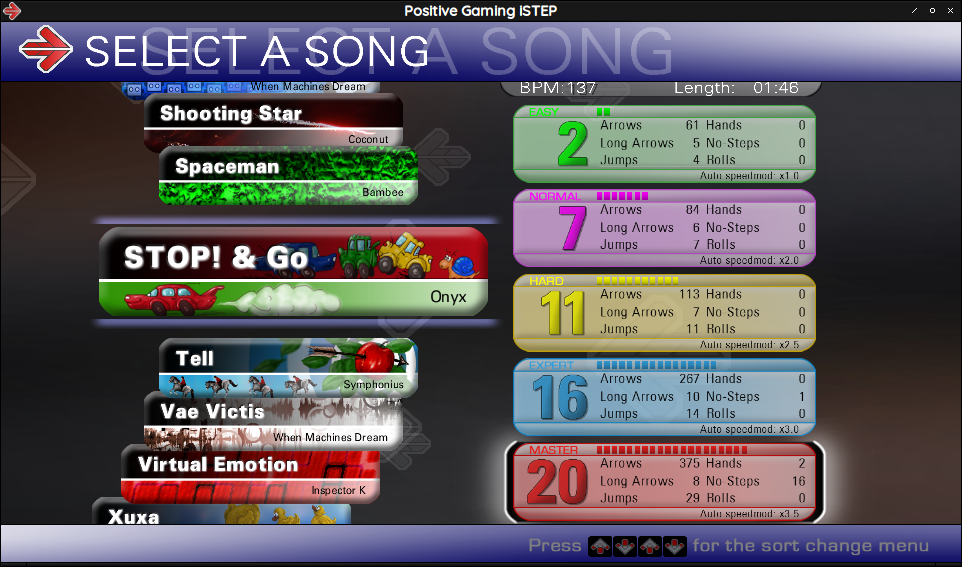 Positive Gaming ISTEP
SELECT A SONG
SELECT A SONG
When Machines Dream
Shooting Star
Coconut
Spaceman
Bambee
STOP! & Go
Onyx
Tell
Symphonius
Vae Victis
When Machines Dream
Virtual Emotion
Inspector K
Xuxa
BPM:137 Length: 01:46
EASY
2
Arrows 61 Hands 0
Long Arrows 5 No-Steps 0
Jumps 4 Rolls 0
Auto speedmod: x1.0
NORMAL
7
Arrows 84 Hands 0
Long Arrows 6 No-Steps 0
Jumps 7 Rolls 0
Auto speedmod: x2.0
HARD
11
Arrows 113 Hands 0
Long Arrows 7 No-Steps 0
Jumps 11 Rolls 0
Auto speedmod: x2.5
EXPERT
16
Arrows 267 Hands 0
Long Arrows 10 No-Steps 1
Jumps 14 Rolls 0
Auto speedmod: x3.0
MASTER
20
Arrows 375 Hands 2
Long Arrows 8 No-Steps 16
Jumps 29 Rolls 0
Auto speedmod: x3.5
Press for the sort change menu